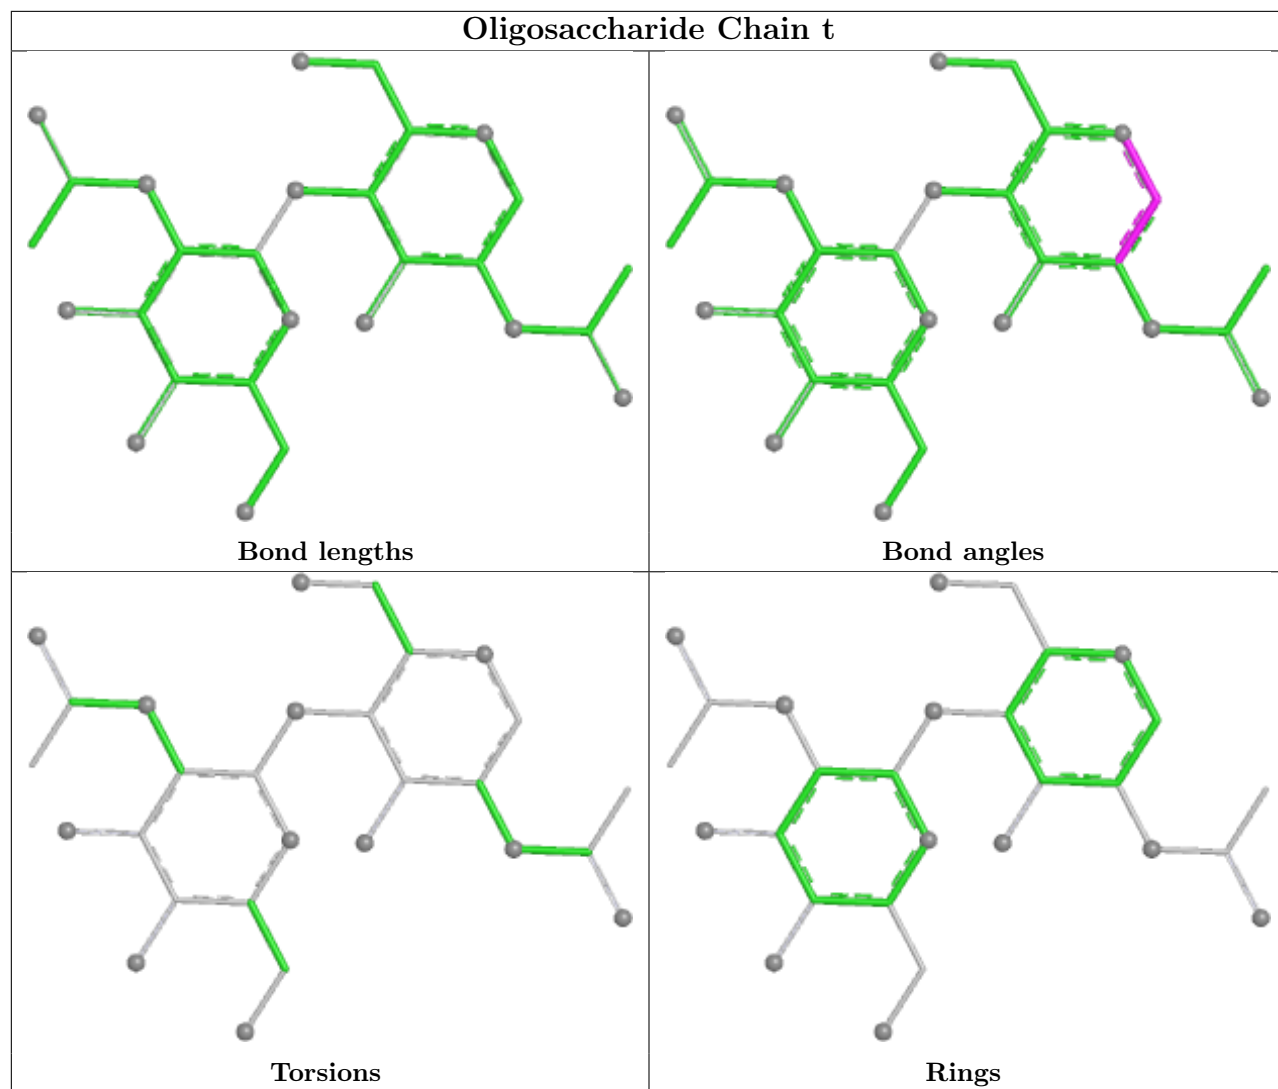 Oligosaccharide Chain t
Bond lengths
Bond angles
Torsions
Rings